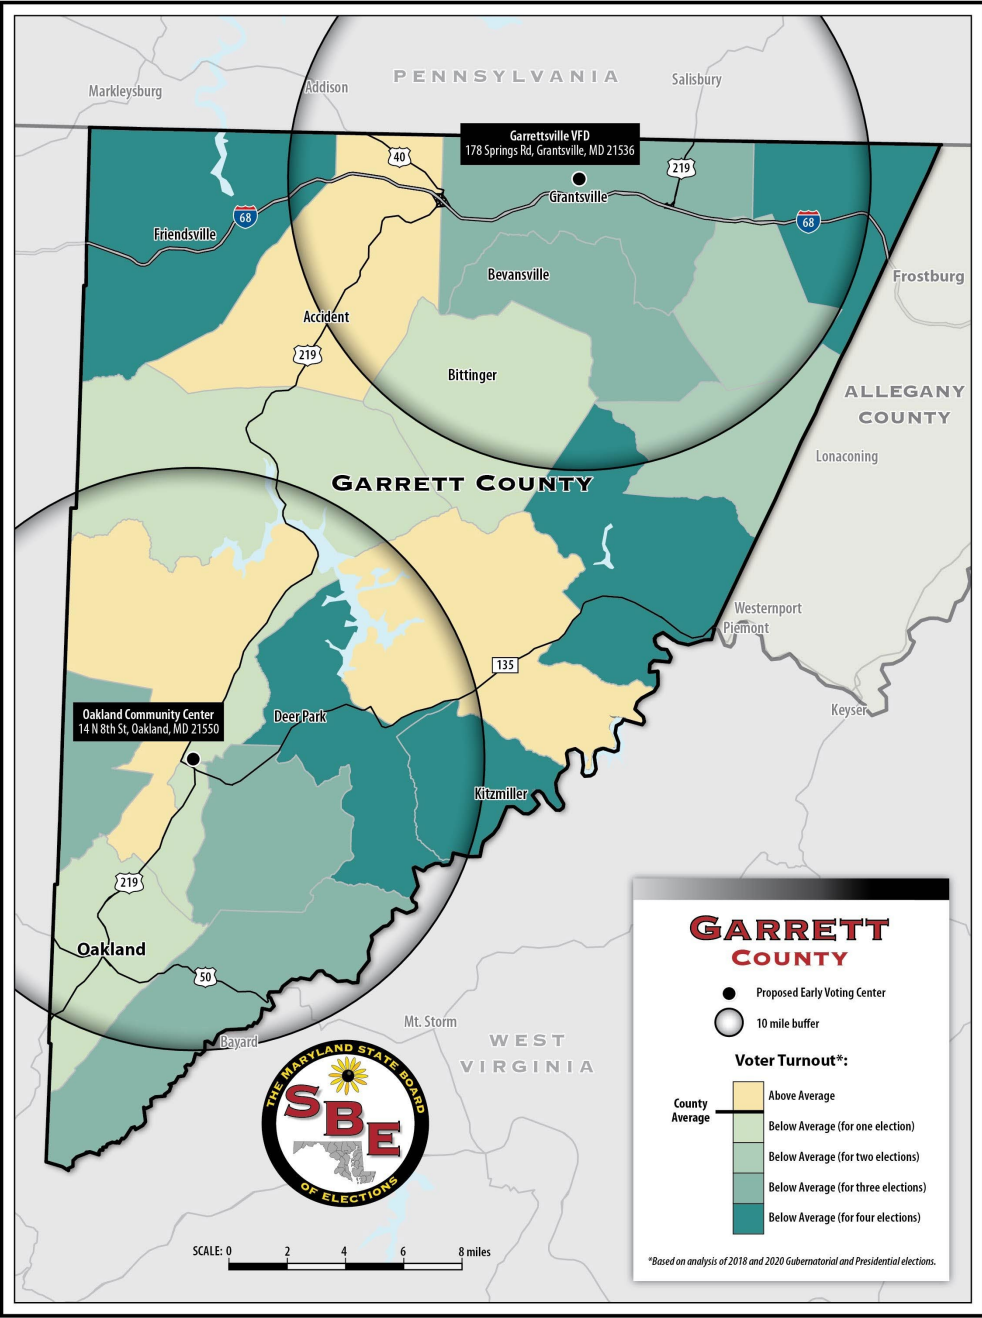 PENNSYLVANIA
Markleysburg
Addison
Salisbury
Garrettsville VFD
178 Springs Rd, Grantsville, MD 21536
40
219
Grantsville
68
68
Friendsville
Bevansville
Frostburg
Accident
219
Bittinger
ALLEGANY
COUNTY
Lonaconing
GARRETT COUNTY
Westernport
Piemont
135
Keyser
Oakland Community Center
14 N 8th St, Oakland, MD 21550
Deer Park
Kitzmiller
219
Oakland
50
Mt. Storm
Bayard
WEST
VIRGINIA
THE MARYLAND STATE BOARD
SBE
OF ELECTIONS
SCALE: 0 2 4 6 8 miles
GARRETT
COUNTY
Proposed Early Voting Center
10 mile buffer
Voter Turnout*:
County
Average
Above Average
Below Average (for one election)
Below Average (for two elections)
Below Average (for three elections)
Below Average (for four elections)
*Based on analysis of 2018 and 2020 Gubernatorial and Presidential elections.